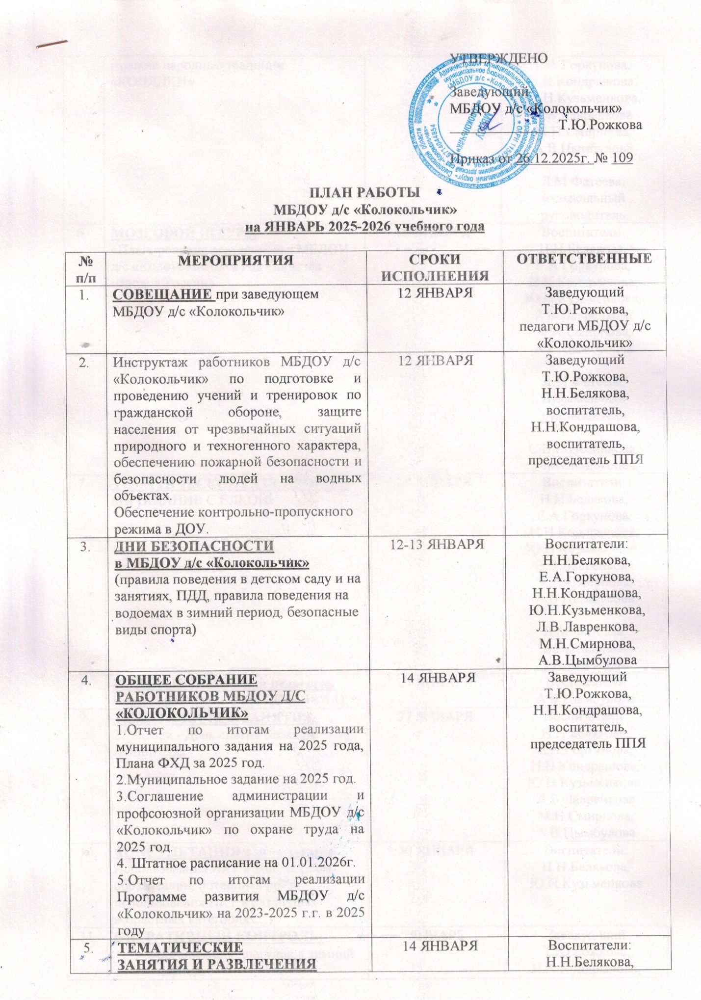 УТВЕРЖДЕНО
Заведующий
МБДОУ д/с «Колокольчик»
Т.Ю.Рожкова
Приказ от 26.12.2025г. № 109
ПЛАН РАБОТЫ
МБДОУ д/с «Колокольчик»
на ЯНВАРЬ 2025-2026 учебного года
№ п/п
МЕРОПРИЯТИЯ
СРОКИ ИСПОЛНЕНИЯ
ОТВЕТСТВЕННЫЕ
1.
СОВЕЩАНИЕ при заведующем
МБДОУ д/с «Колокольчик»
12 ЯНВАРЯ
Заведующий
Т.Ю.Рожкова,
педагоги МБДОУ д/с
«Колокольчик»
2.
Инструктаж работников МБДОУ д/с
«Колокольчик» по подготовке и
проведению учений и тренировок по
гражданской обороне, защите
населения от чрезвычайных ситуаций
природного и техногенного характера,
обеспечению пожарной безопасности и
безопасности людей на водных
объектах.
Обеспечение контрольно-пропускного
режима в ДОУ.
12 ЯНВАРЯ
Заведующий
Т.Ю.Рожкова,
Н.Н.Белякова,
воспитатель,
Н.Н.Кондрашова,
воспитатель,
председатель ППЯ
3.
ДНИ БЕЗОПАСНОСТИ
в МБДОУ д/с «Колокольчик»
(правила поведения в детском саду и на
занятиях, ПДД, правила поведения на
водоемах в зимний период, безопасные
виды спорта)
12-13 ЯНВАРЯ
Воспитатели:
Н.Н.Белякова,
Е.А.Горкунова,
Н.Н.Кондрашова,
Ю.Н.Кузьменкова,
Л.В.Лавренкова,
М.Н.Смирнова,
А.В.Цымбулова
4.
ОБЩЕЕ СОБРАНИЕ
РАБОТНИКОВ МБДОУ Д/С
«КОЛОКОЛЬЧИК»
1.Отчет по итогам реализации
муниципального задания на 2025 года,
Плана ФХД за 2025 год.
2.Муниципальное задание на 2025 год.
3.Соглашение администрации и
профсоюзной организации МБДОУ д/с
«Колокольчик» по охране труда на
2025 год.
4. Штатное расписание на 01.01.2026г.
5.Отчет по итогам реализации
Программе развития МБДОУ д/с
«Колокольчик» на 2023-2025 г.г. в 2025
году
14 ЯНВАРЯ
Заведующий
Т.Ю.Рожкова,
Н.Н.Кондрашова,
воспитатель,
председатель ППЯ
5.
ТЕМАТИЧЕСКИЕ
ЗАНЯТИЯ И РАЗВЛЕЧЕНИЯ
14 ЯНВАРЯ
Воспитатели:
Н.Н.Белякова,